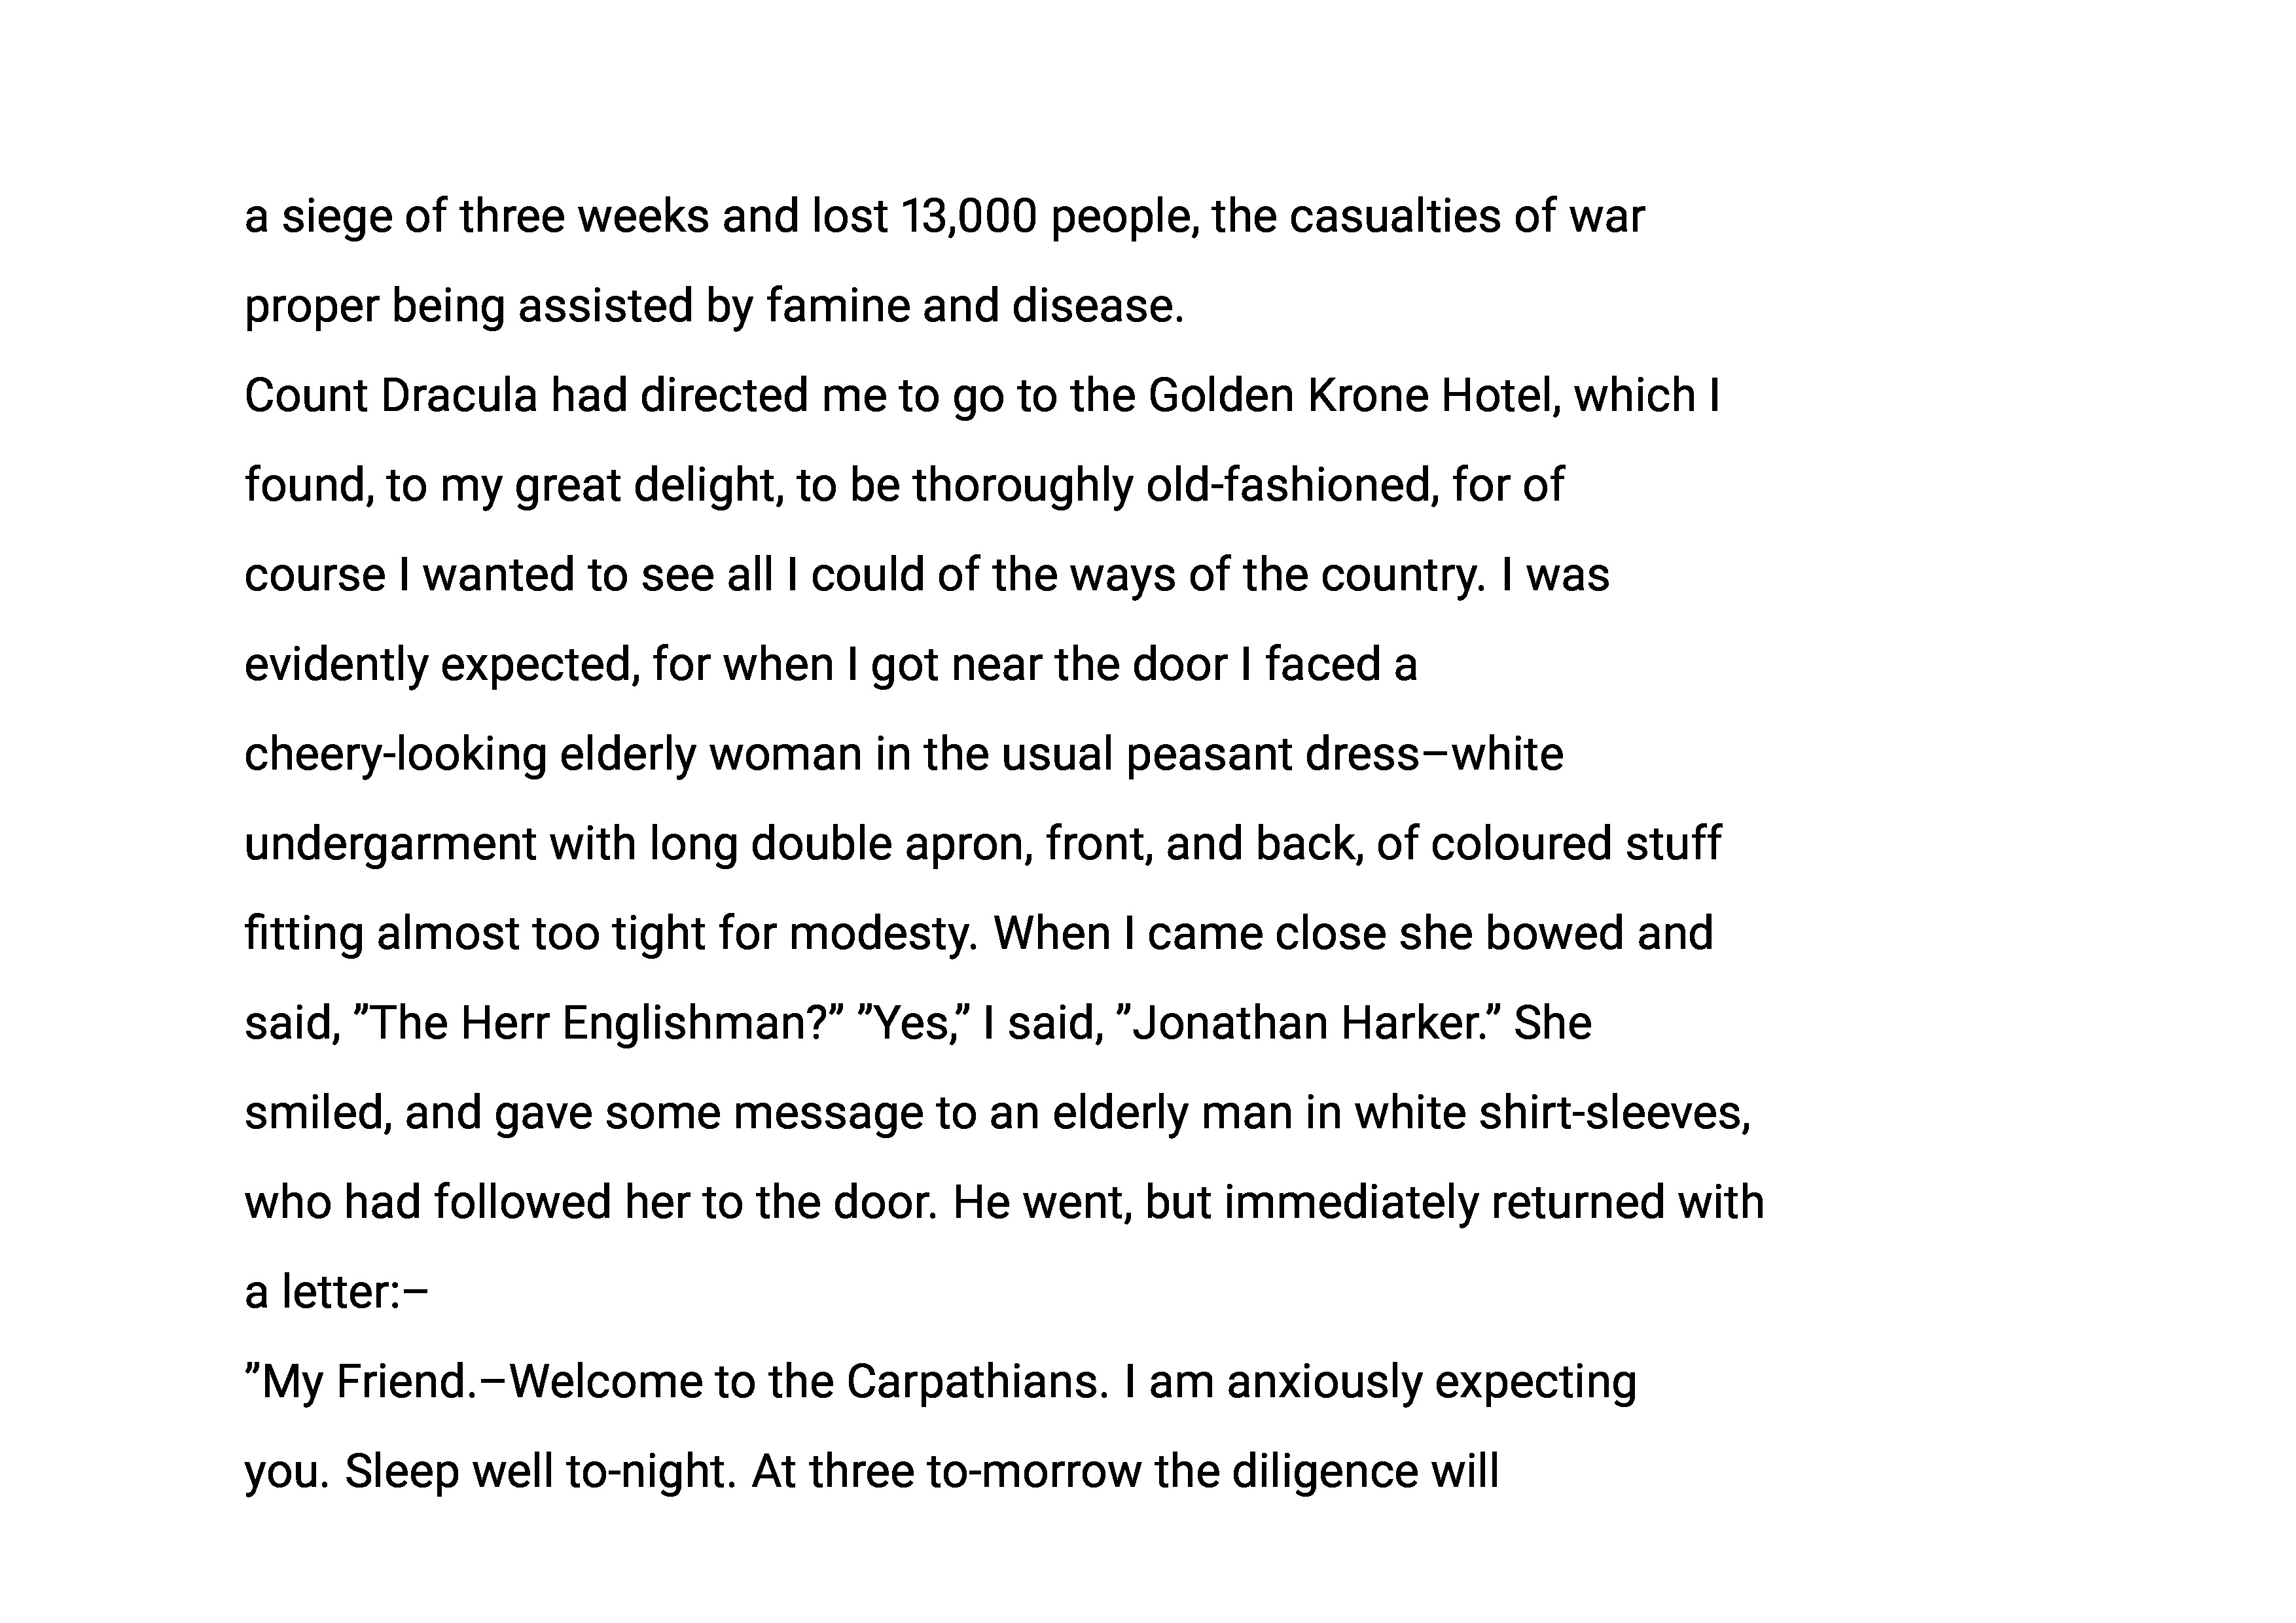 a siege of three weeks and lost 13,000 people, the casualties of war
proper being assisted by famine and disease.
Count Dracula had directed me to go to the Golden Krone Hotel, which I
found, to my great delight, to be thoroughly old-fashioned, for of
course I wanted to see all I could of the ways of the country. I was
evidently expected, for when I got near the door I faced a
cheery-looking elderly woman in the usual peasant dress–white
undergarment with long double apron, front, and back, of coloured stuff
fitting almost too tight for modesty. When I came close she bowed and
said, ”The Herr Englishman?” ”Yes,” I said, ”Jonathan Harker.” She
smiled, and gave some message to an elderly man in white shirt-sleeves,
who had followed her to the door. He went, but immediately returned with
a letter:–
”My Friend.–Welcome to the Carpathians. I am anxiously expecting
you. Sleep well to-night. At three to-morrow the diligence will